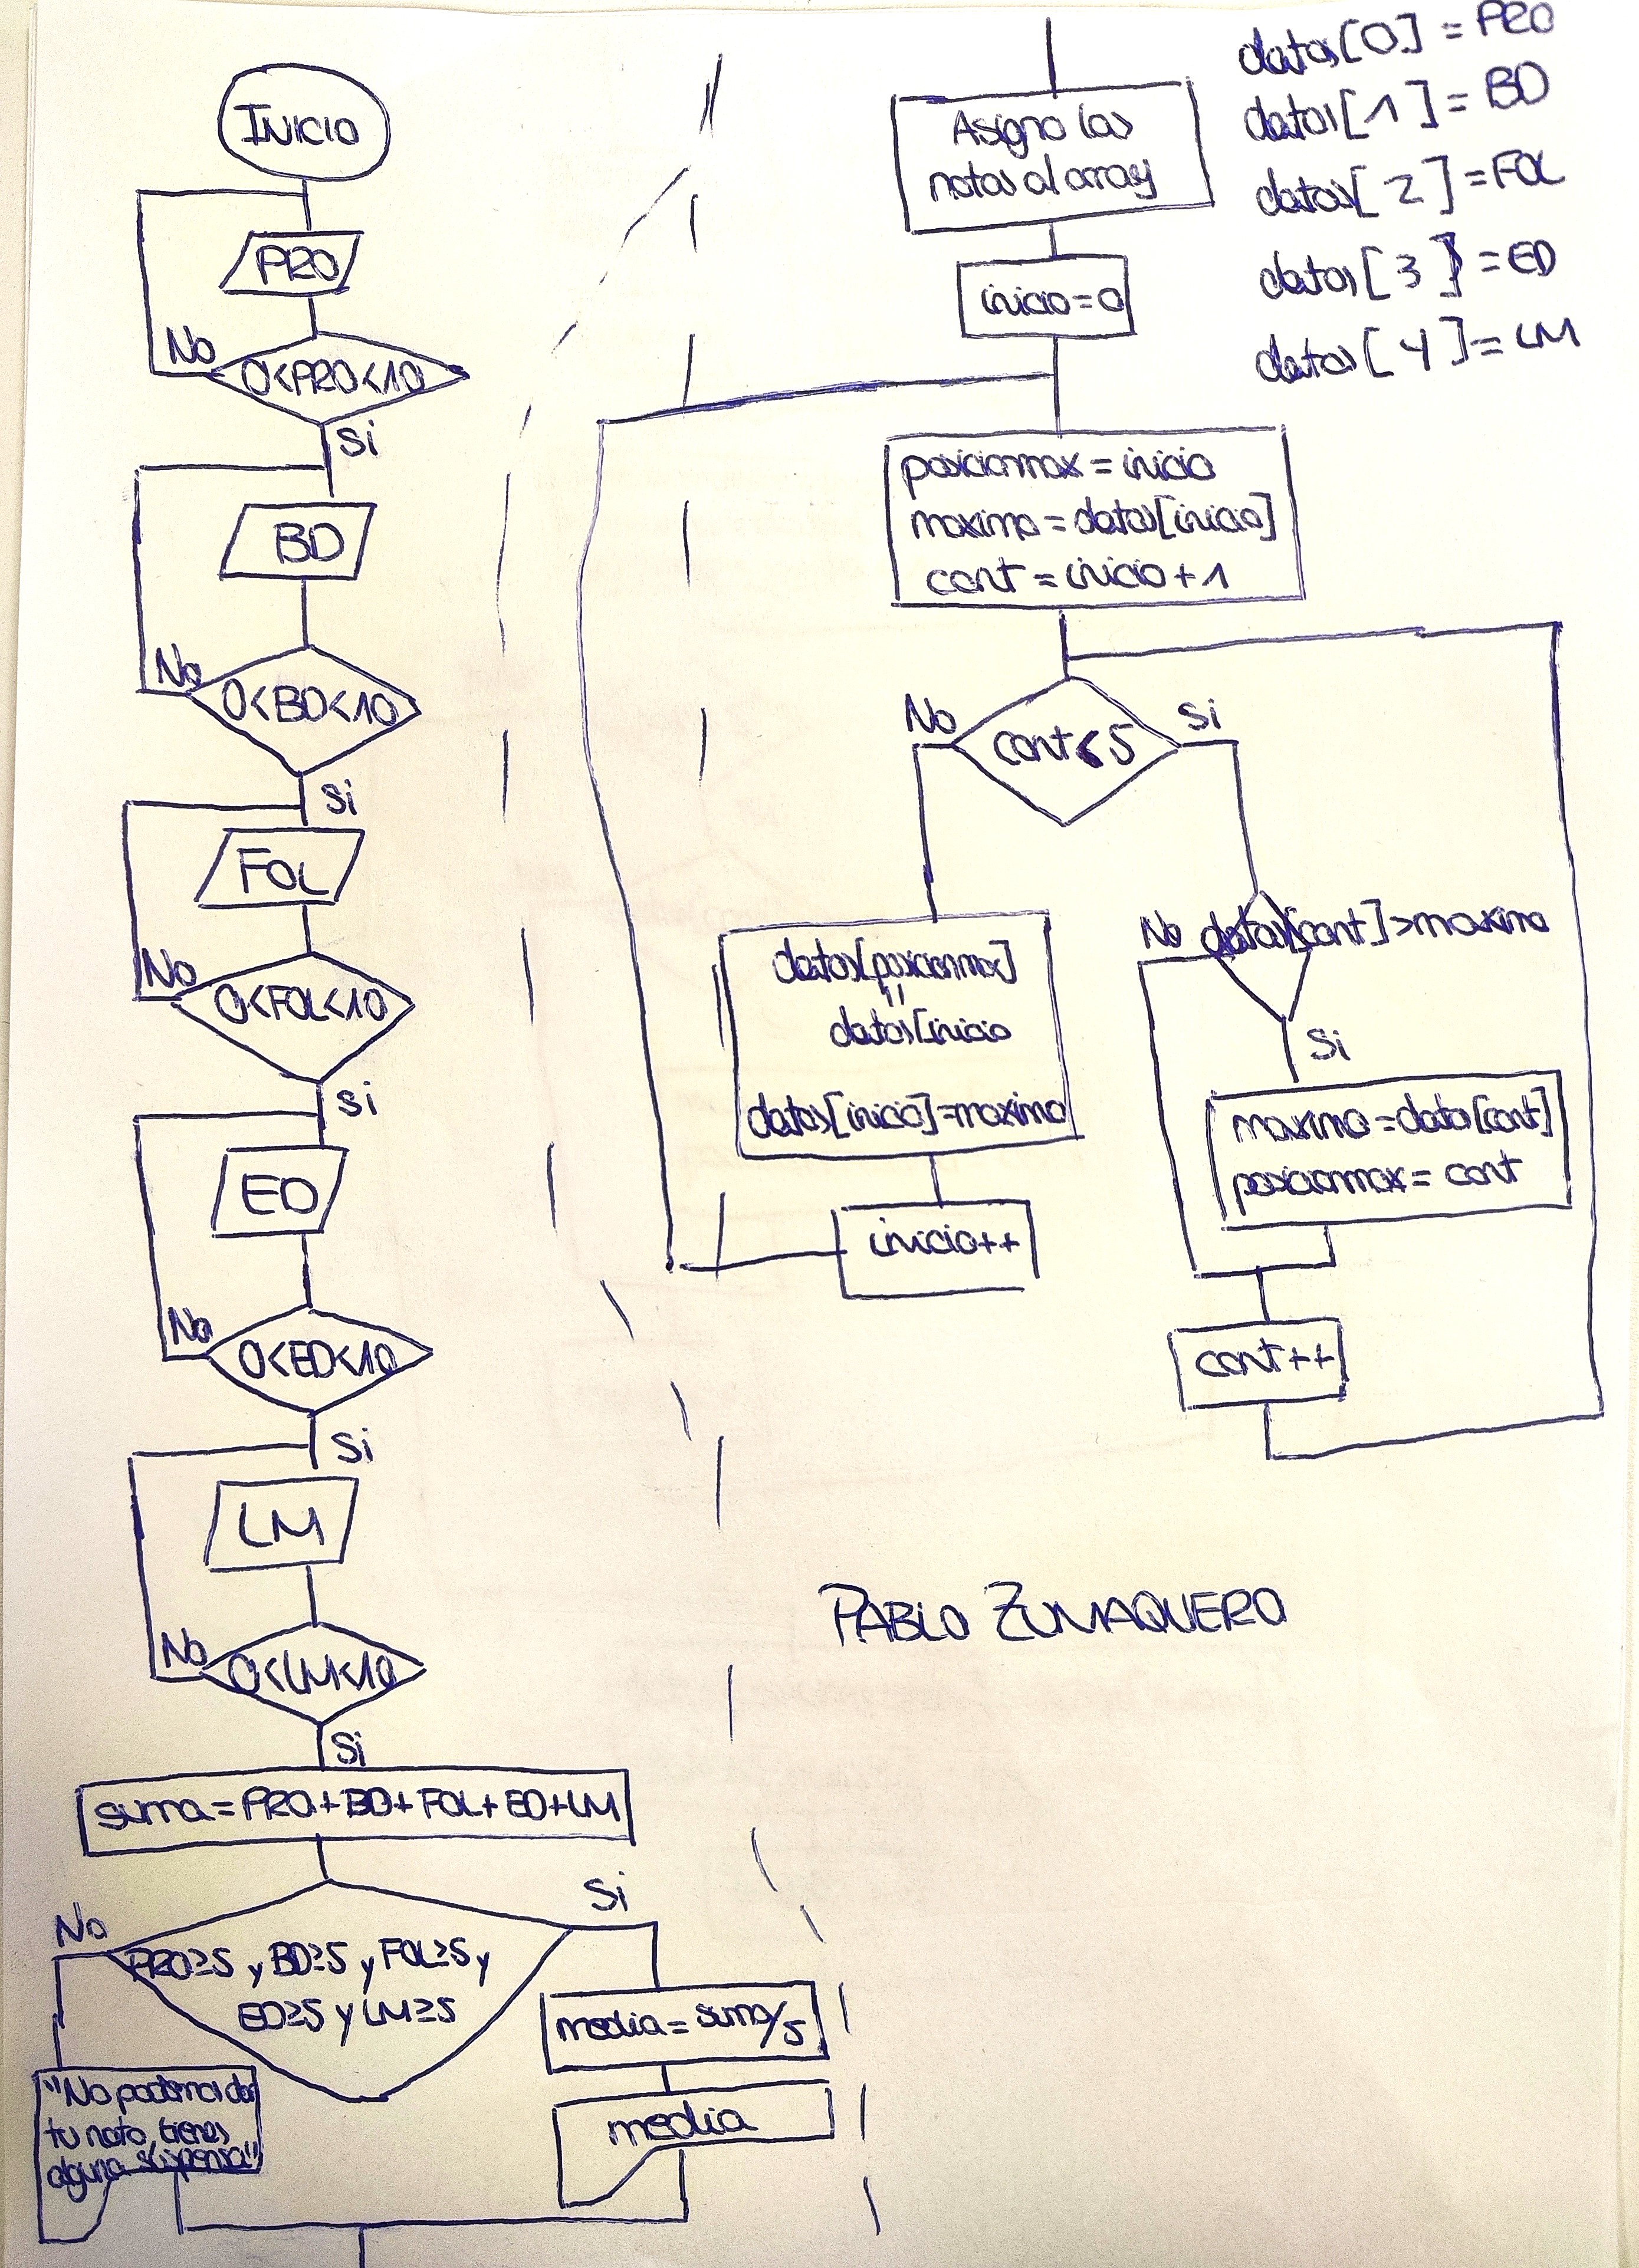 INICIO
PRO
No
0<PRO<10
Si
BD
No
0<BD<10
Si
FOL
No
0<FOL<10
Si
ED
No
0<ED<10
Si
LM
No
0<LM<10
Si
suma=PRO+BD+FOL+ED+LM
No
Si
PRO≥5 y BD≥5 y FOL≥5 y
ED≥5 y LM≥5
"No podemos dar
tu nota, tienes
alguna suspensa"
media=suma/5
media
Asigno las
notas al array
datos[0]=PRO
datos[1]=BD
datos[2]=FOL
datos[3]=ED
datos[4]=LM
inicio=0
posicionmax=inicio
maximo=datos[inicio]
cont=inicio+1
No
cont<5
Si
datos[posicionmax]
=
datos[inicio
datos[inicio]=maximo
inicio++
No
datos[cont]>maximo
Si
maximo=datos[cont]
posicionmax=cont
cont++
PABLO ZUMAQUERO